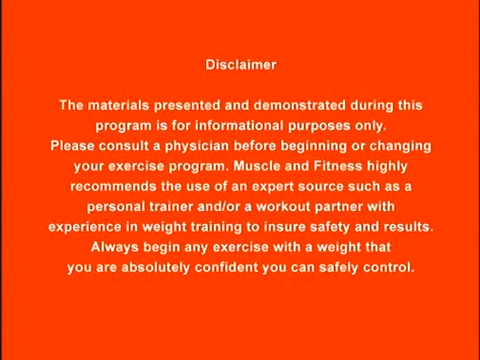 Disclaimer
The materials presented and demonstrated during this
program is for informational purposes only.
Please consult a physician before beginning or changing
your exercise program. Muscle and Fitness highly
recommends the use of an expert source such as a
personal trainer and/or a workout partner with
experience in weight training to insure safety and results.
Always begin any exercise with a weight that
you are absolutely confident you can safely control.